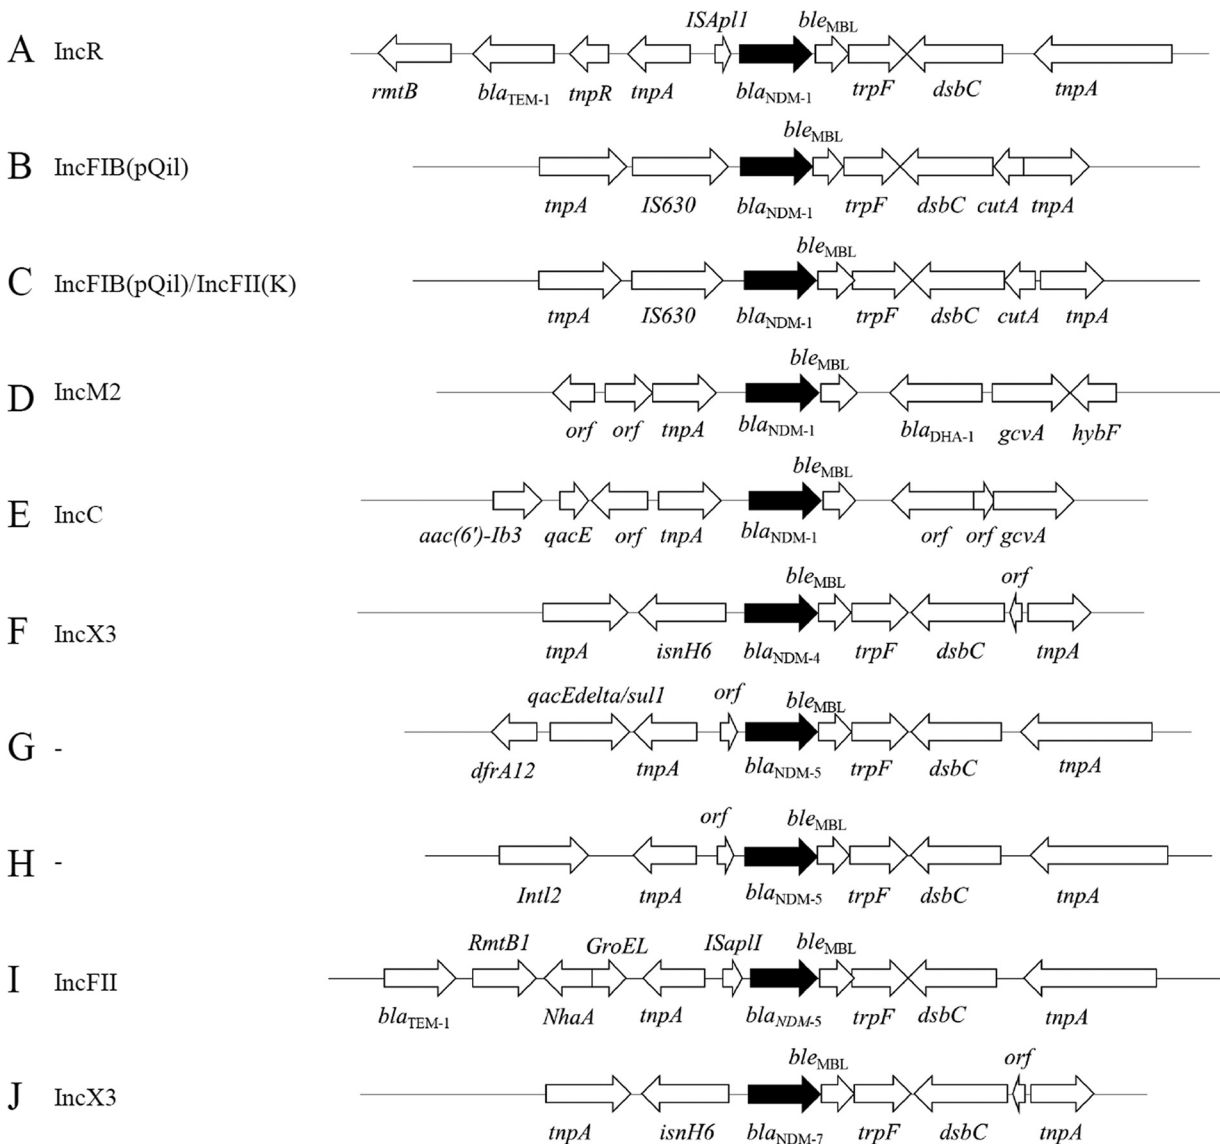 ISApl1 bleMBL
A IncR
rmtB blaTEM-1 tnpR tnpA blaNDM-1 trpF dsbC tnpA
bleMBL
B IncFIB(pQil)
tnpA IS630 blaNDM-1 trpF dsbC cutA tnpA
bleMBL
C IncFIB(pQil)/IncFII(K)
tnpA IS630 blaNDM-1 trpF dsbC cutA tnpA
bleMBL
D IncM2
orf orf tnpA blaNDM-1 blaDHA-1 gcvA hybF
bleMBL
E IncC
aac(6')-Ib3 qacE orf tnpA blaNDM-1 orf orf gcvA
bleMBL orf
F IncX3
tnpA isnH6 blaNDM-4 trpF dsbC tnpA
qacEdelta/sul1 orf bleMBL
G -
dfrA12 tnpA blaNDM-5 trpF dsbC tnpA
orf bleMBL
H -
Intl2 tnpA blaNDM-5 trpF dsbC tnpA
RmtB1 GroEL ISaplI bleMBL
I IncFII
blaTEM-1 NhaA tnpA blaNDM-5 trpF dsbC tnpA
bleMBL orf
J IncX3
tnpA isnH6 blaNDM-7 trpF dsbC tnpA